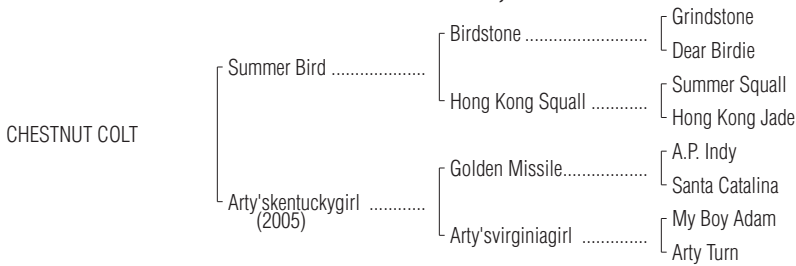 Grindstone
Birdstone ..........................
Dear Birdie
Summer Bird .....................
Summer Squall
Hong Kong Squall ............
Hong Kong Jade
CHESTNUT COLT
A.P. Indy
Golden Missile..................
Santa Catalina
Arty'skentuckygirl ............
(2005)
My Boy Adam
Arty'svirginiagirl ..............
Arty Turn